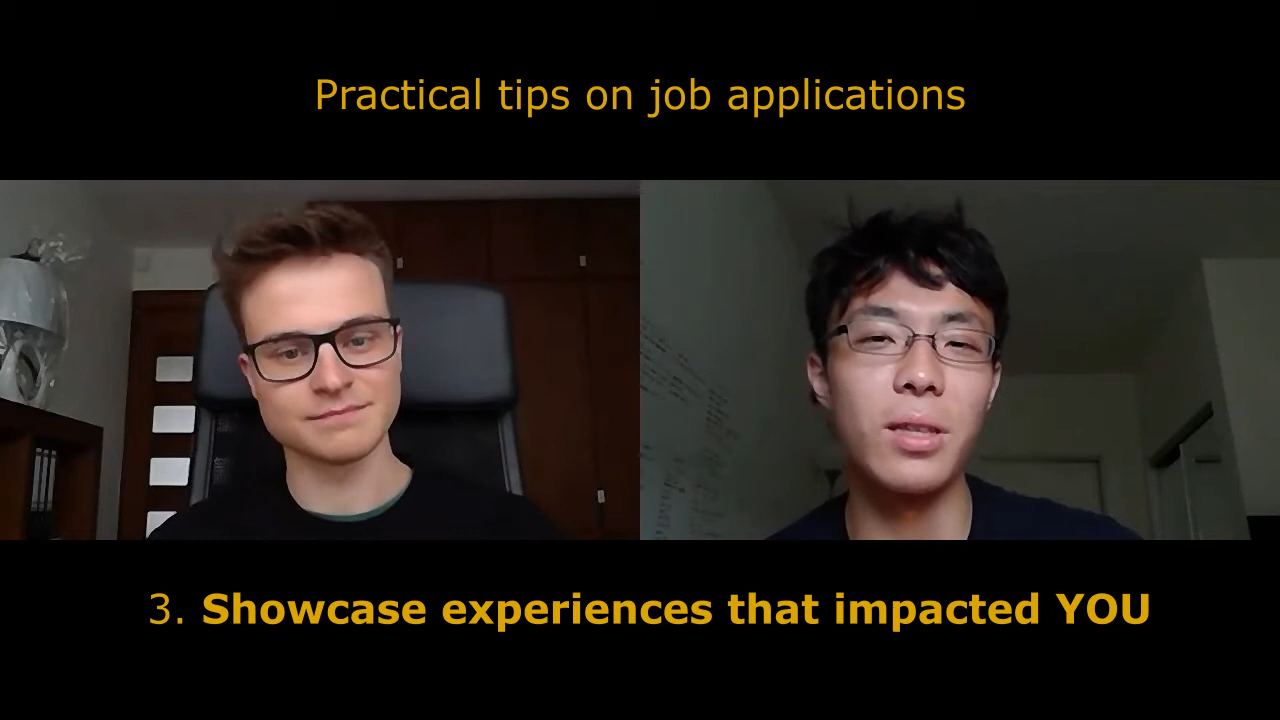 Practical tips on job applications
3. Showcase experiences that impacted YOU